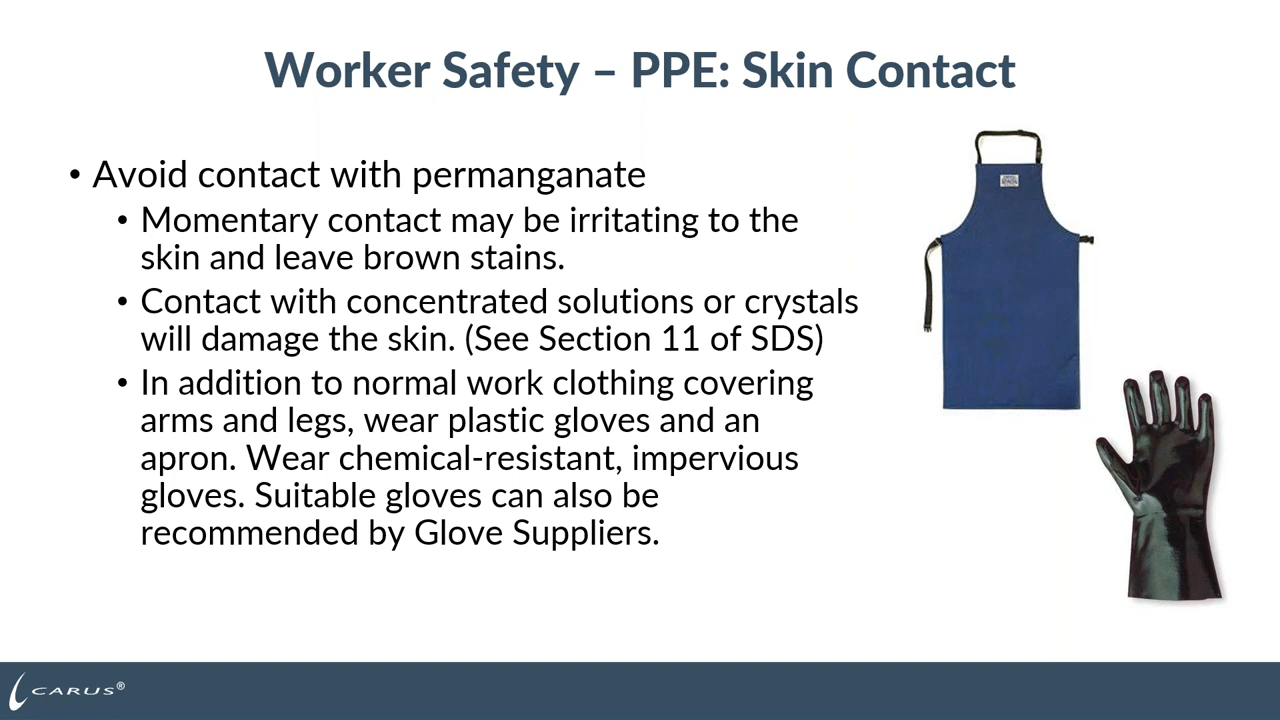 Worker Safety – PPE: Skin Contact
• Avoid contact with permanganate
• Momentary contact may be irritating to the
skin and leave brown stains.
• Contact with concentrated solutions or crystals
will damage the skin. (See Section 11 of SDS)
• In addition to normal work clothing covering
arms and legs, wear plastic gloves and an
apron. Wear chemical-resistant, impervious
gloves. Suitable gloves can also be
recommended by Glove Suppliers.
CARUS®